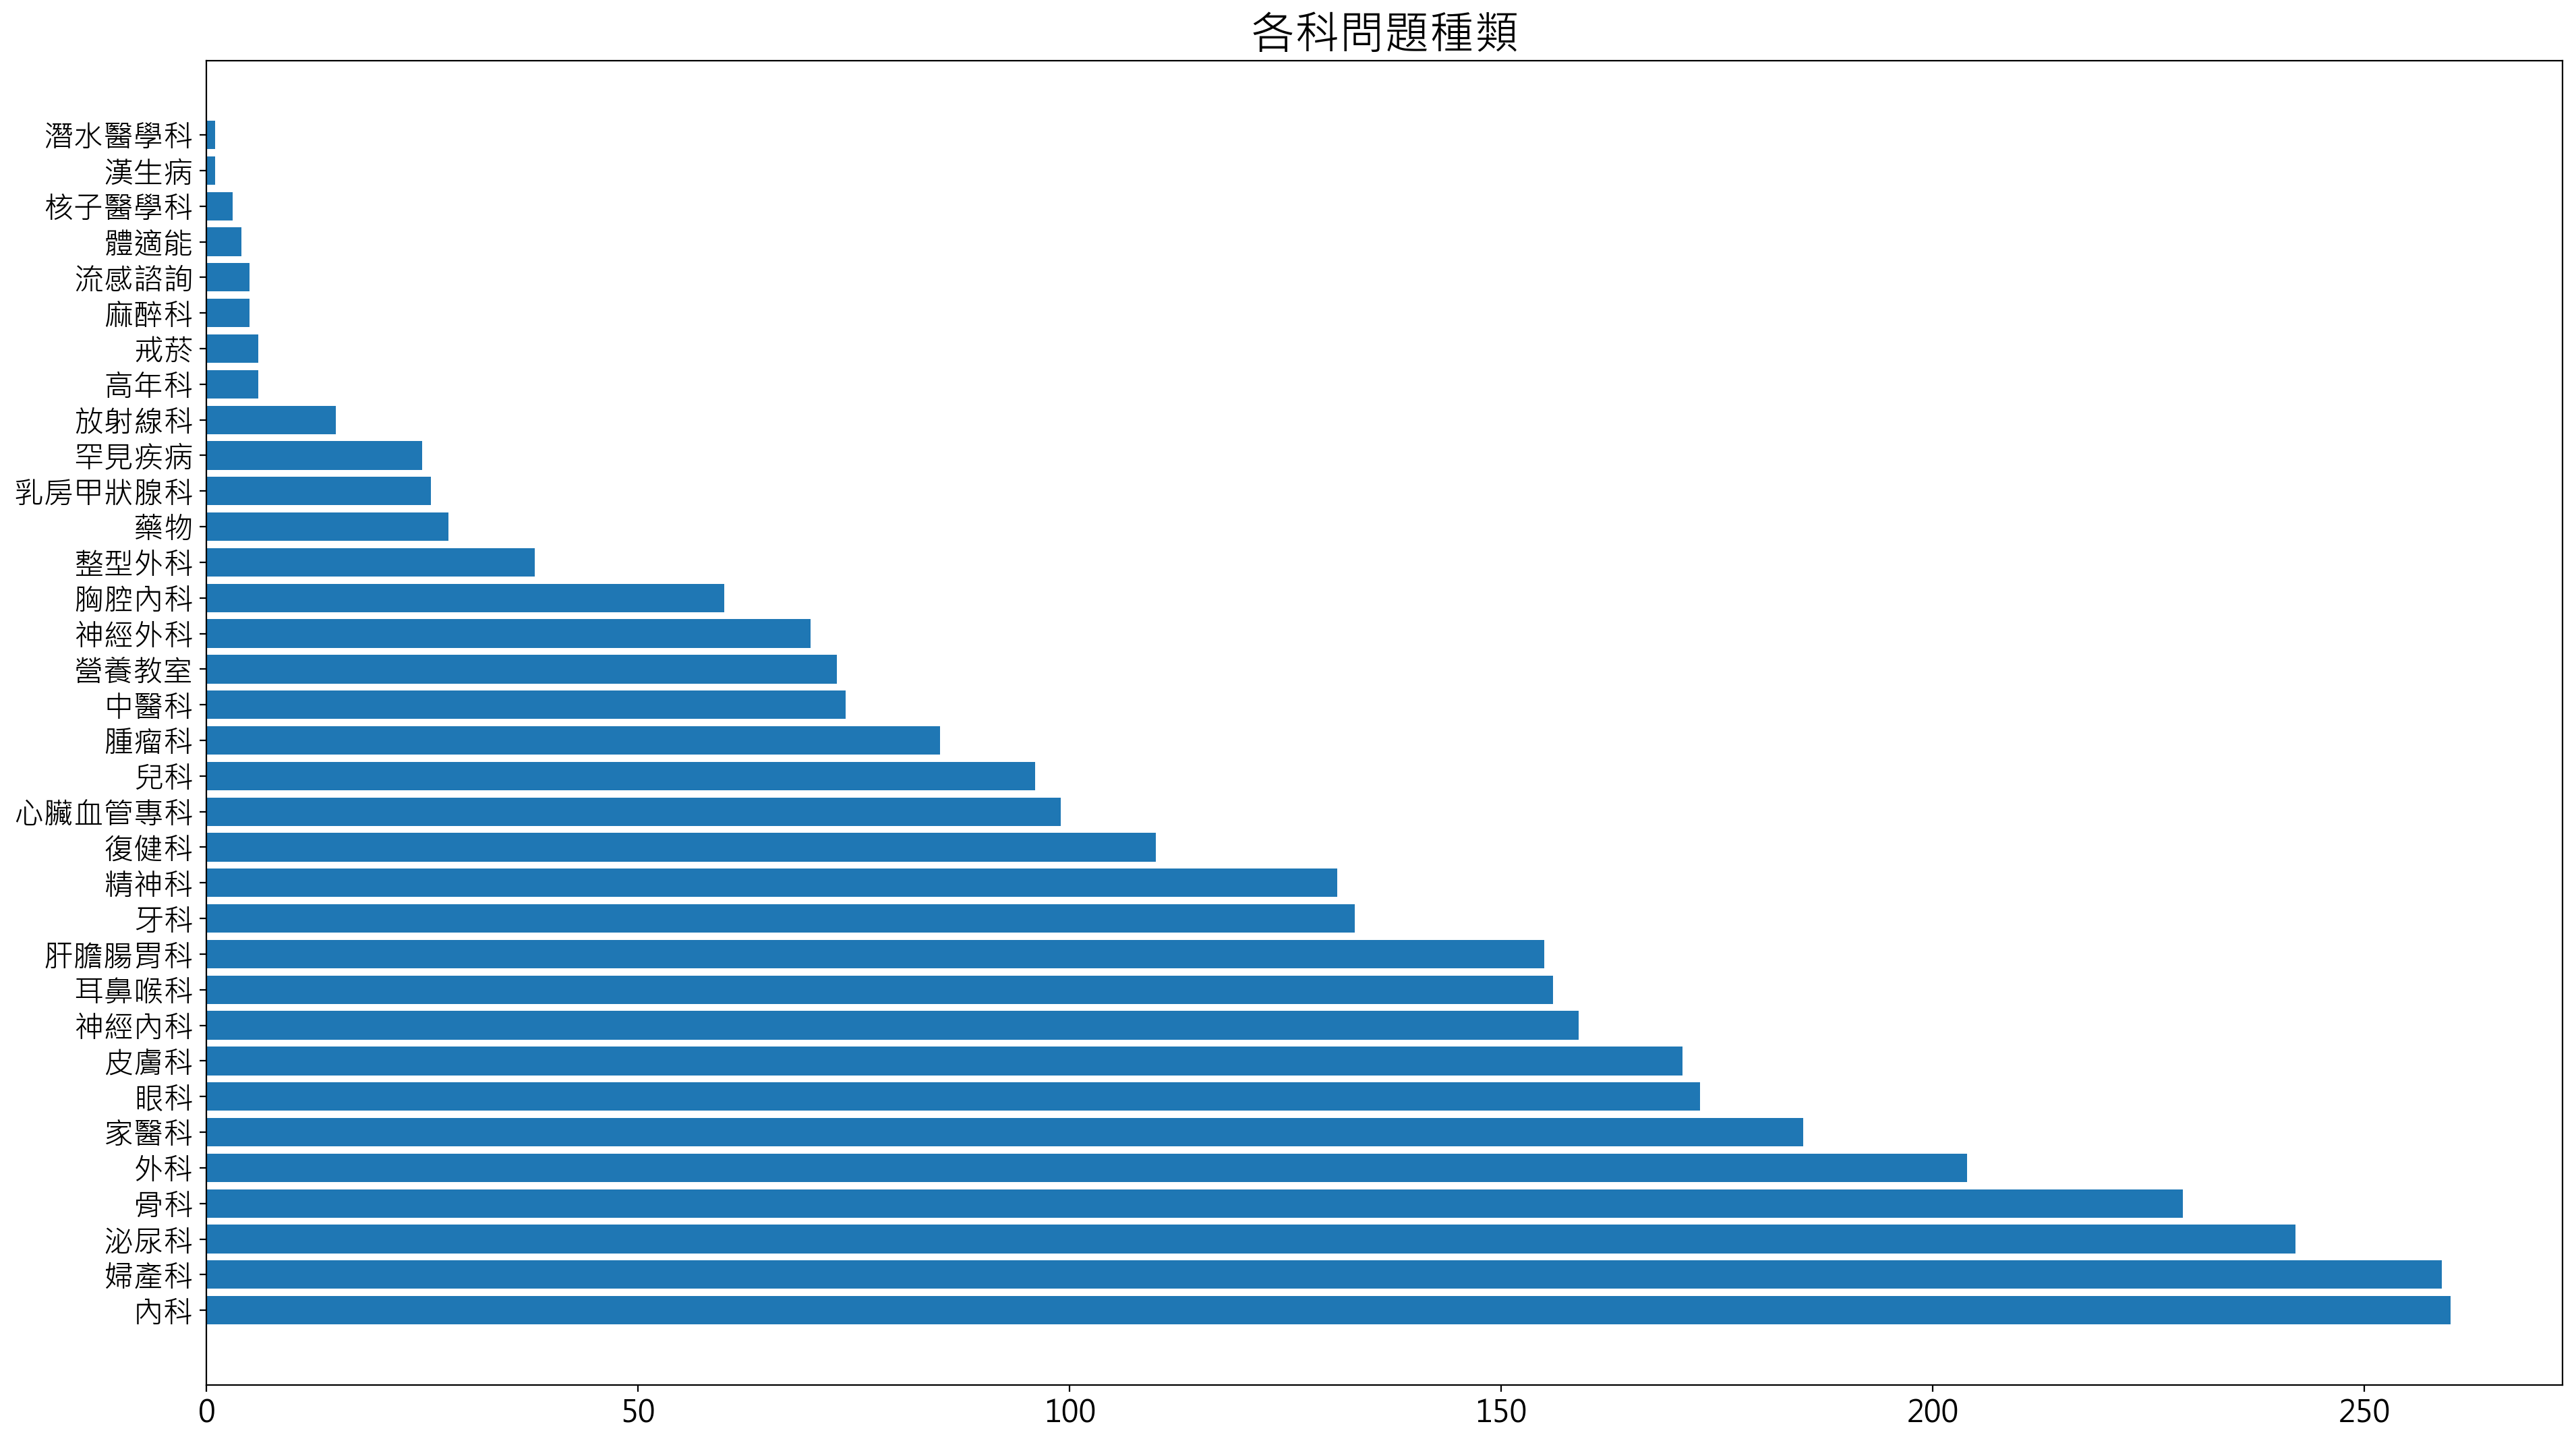 各科問題種類
潛水醫學科
漢生病
核子醫學科
體適能
流感諮詢
麻醉科
戒菸
高年科
放射線科
罕見疾病
乳房甲狀腺科
藥物
整型外科
胸腔內科
神經外科
營養教室
中醫科
腫瘤科
兒科
心臟血管專科
復健科
精神科
牙科
肝膽腸胃科
耳鼻喉科
神經內科
皮膚科
眼科
家醫科
外科
骨科
泌尿科
婦產科
內科
0 50 100 150 200 250